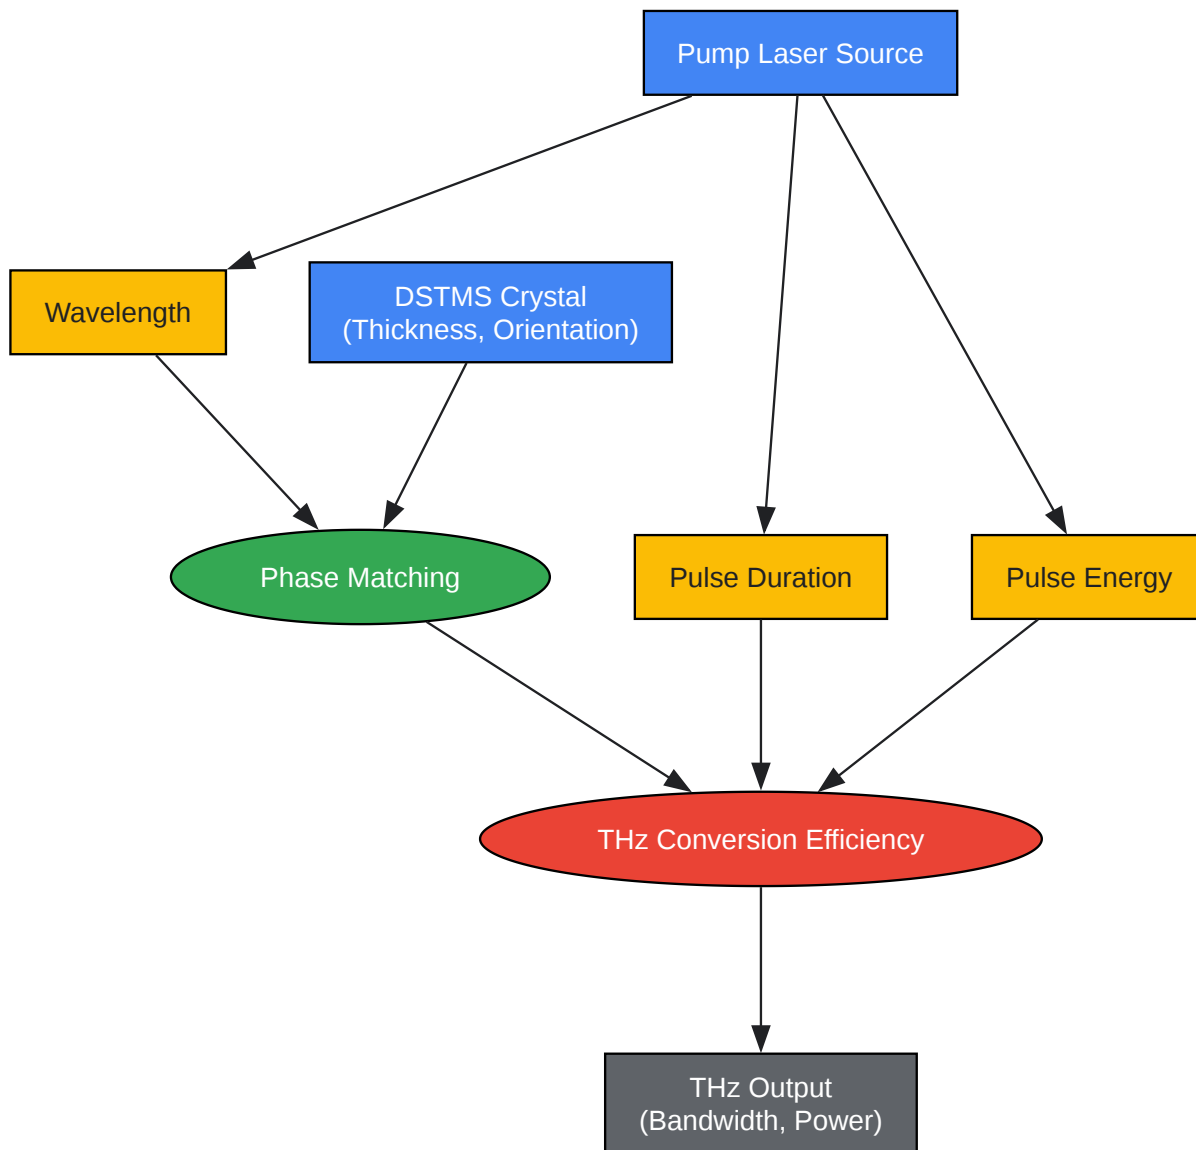 Pump Laser Source
Wavelength
DSTMS Crystal
(Thickness, Orientation)
Phase Matching
Pulse Duration
Pulse Energy
THz Conversion Efficiency
THz Output
(Bandwidth, Power)